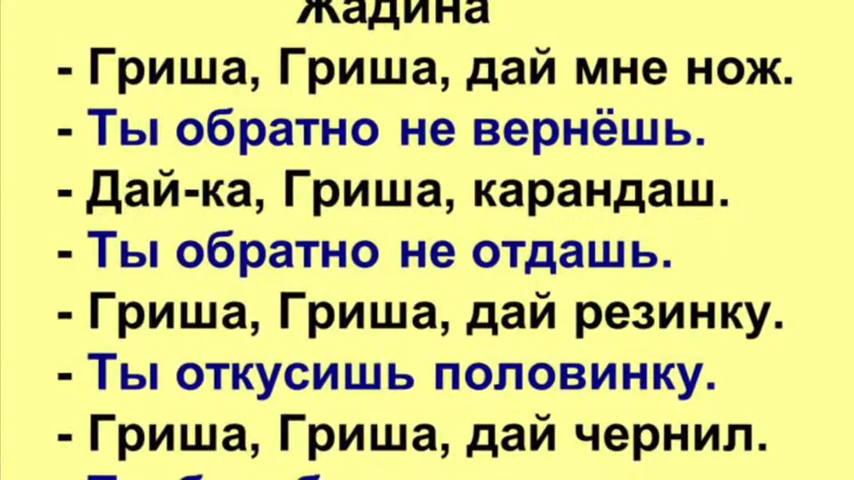 Жадина
- Гриша, Гриша, дай мне нож.
- Ты обратно не вернёшь.
- Дай-ка, Гриша, карандаш.
- Ты обратно не отдашь.
- Гриша, Гриша, дай резинку.
- Ты откусишь половинку.
- Гриша, Гриша, дай чернил.